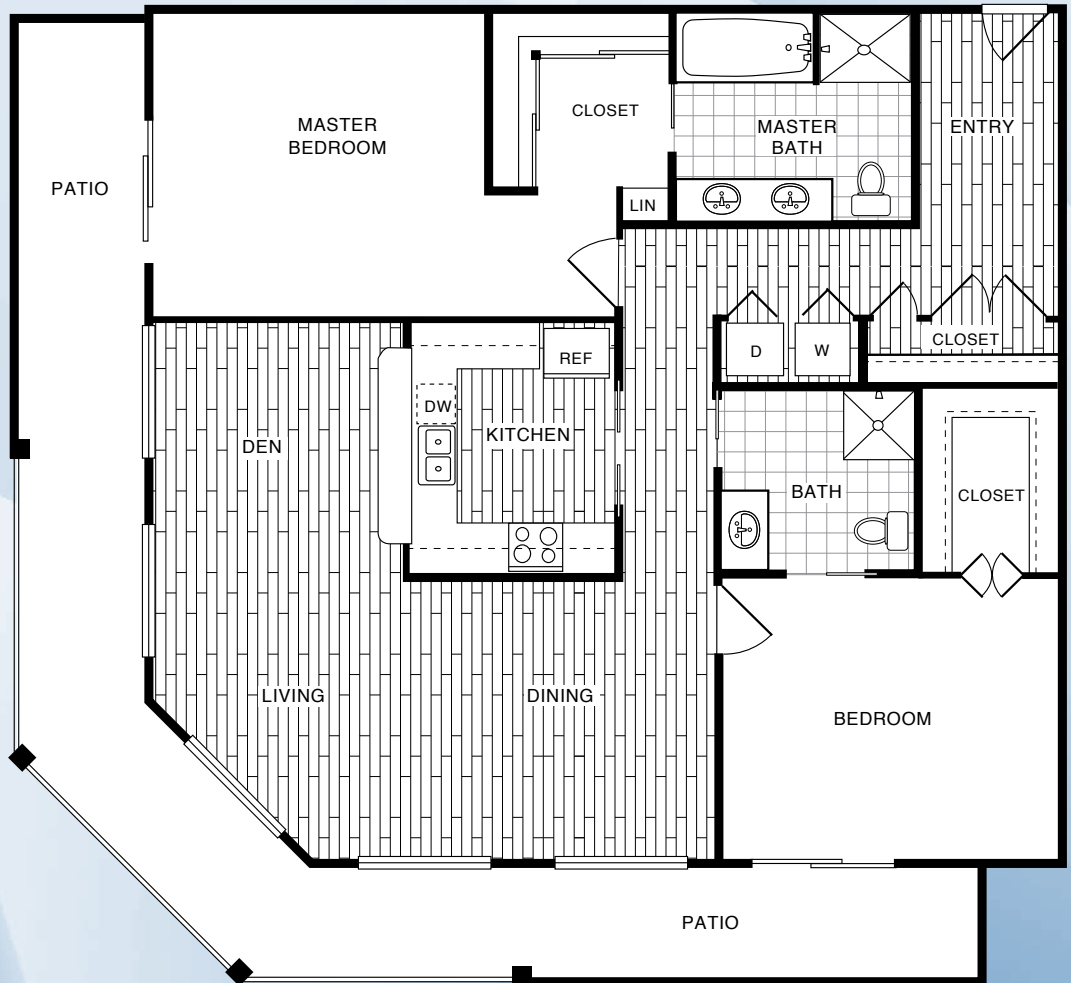 MASTER
BEDROOM
CLOSET
MASTER
BATH
ENTRY
PATIO
LIN
CLOSET
D
W
REF
DW
KITCHEN
DEN
BATH
CLOSET
LIVING
DINING
BEDROOM
PATIO